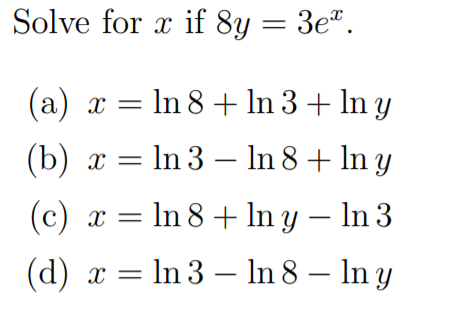 Solve for x if 8y = 3eˣ.
(a) x = ln 8 + ln 3 + ln y
(b) x = ln 3 − ln 8 + ln y
(c) x = ln 8 + ln y − ln 3
(d) x = ln 3 − ln 8 − ln y